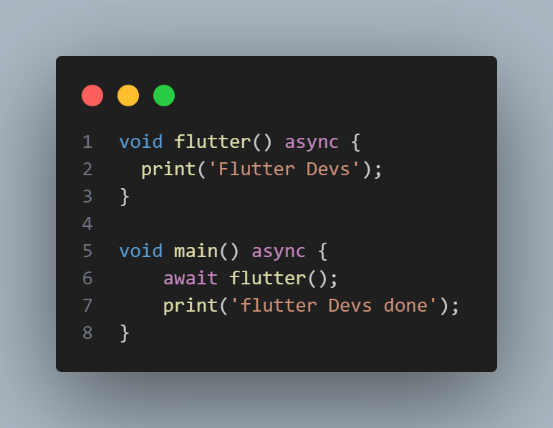 1 void flutter() async {
2   print('Flutter Devs');
3 }
4
5 void main() async {
6     await flutter();
7     print('flutter Devs done');
8 }